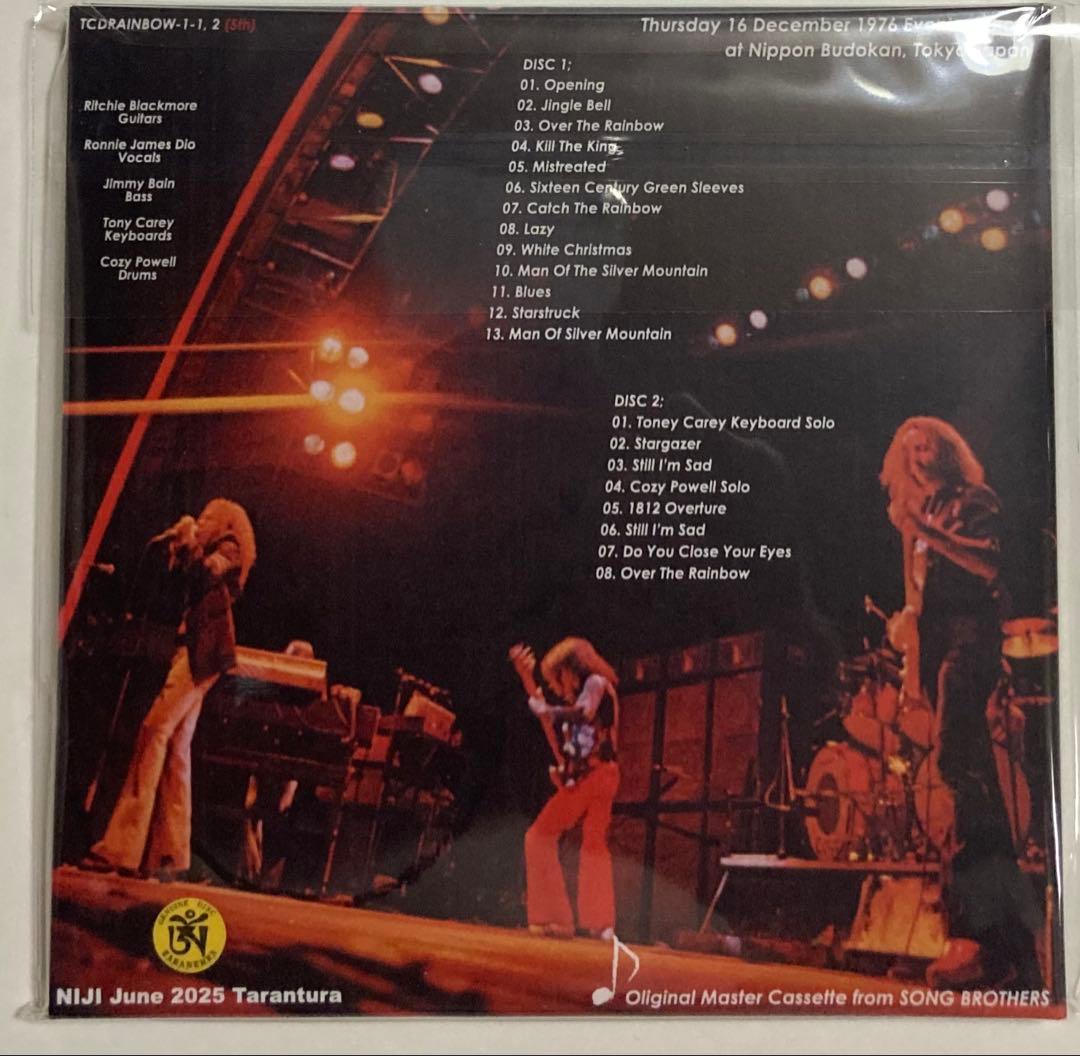 TCDRAINBOW-1-1, 2 (5th)
Thursday 16 December 1976
at Nippon Budokan, Tokyo Japan
Ritchie Blackmore
Guitars
Ronnie James Dio
Vocals
Jimmy Bain
Bass
Tony Carey
Keyboards
Cozy Powell
Drums
DISC 1;
01. Opening
02. Jingle Bell
03. Over The Rainbow
04. Kill The King
05. Mistreated
06. Sixteen Century Green Sleeves
07. Catch The Rainbow
08. Lazy
09. White Christmas
10. Man Of The Silver Mountain
11. Blues
12. Starstruck
13. Man Of Silver Mountain
DISC 2;
01. Toney Carey Keyboard Solo
02. Stargazer
03. Still I'm Sad
04. Cozy Powell Solo
05. 1812 Overture
06. Still I'm Sad
07. Do You Close Your Eyes
08. Over The Rainbow
GENUINE DISC
TARANTURA
NIJI June 2025 Tarantura
Oliginal Master Cassette from SONG BROTHERS